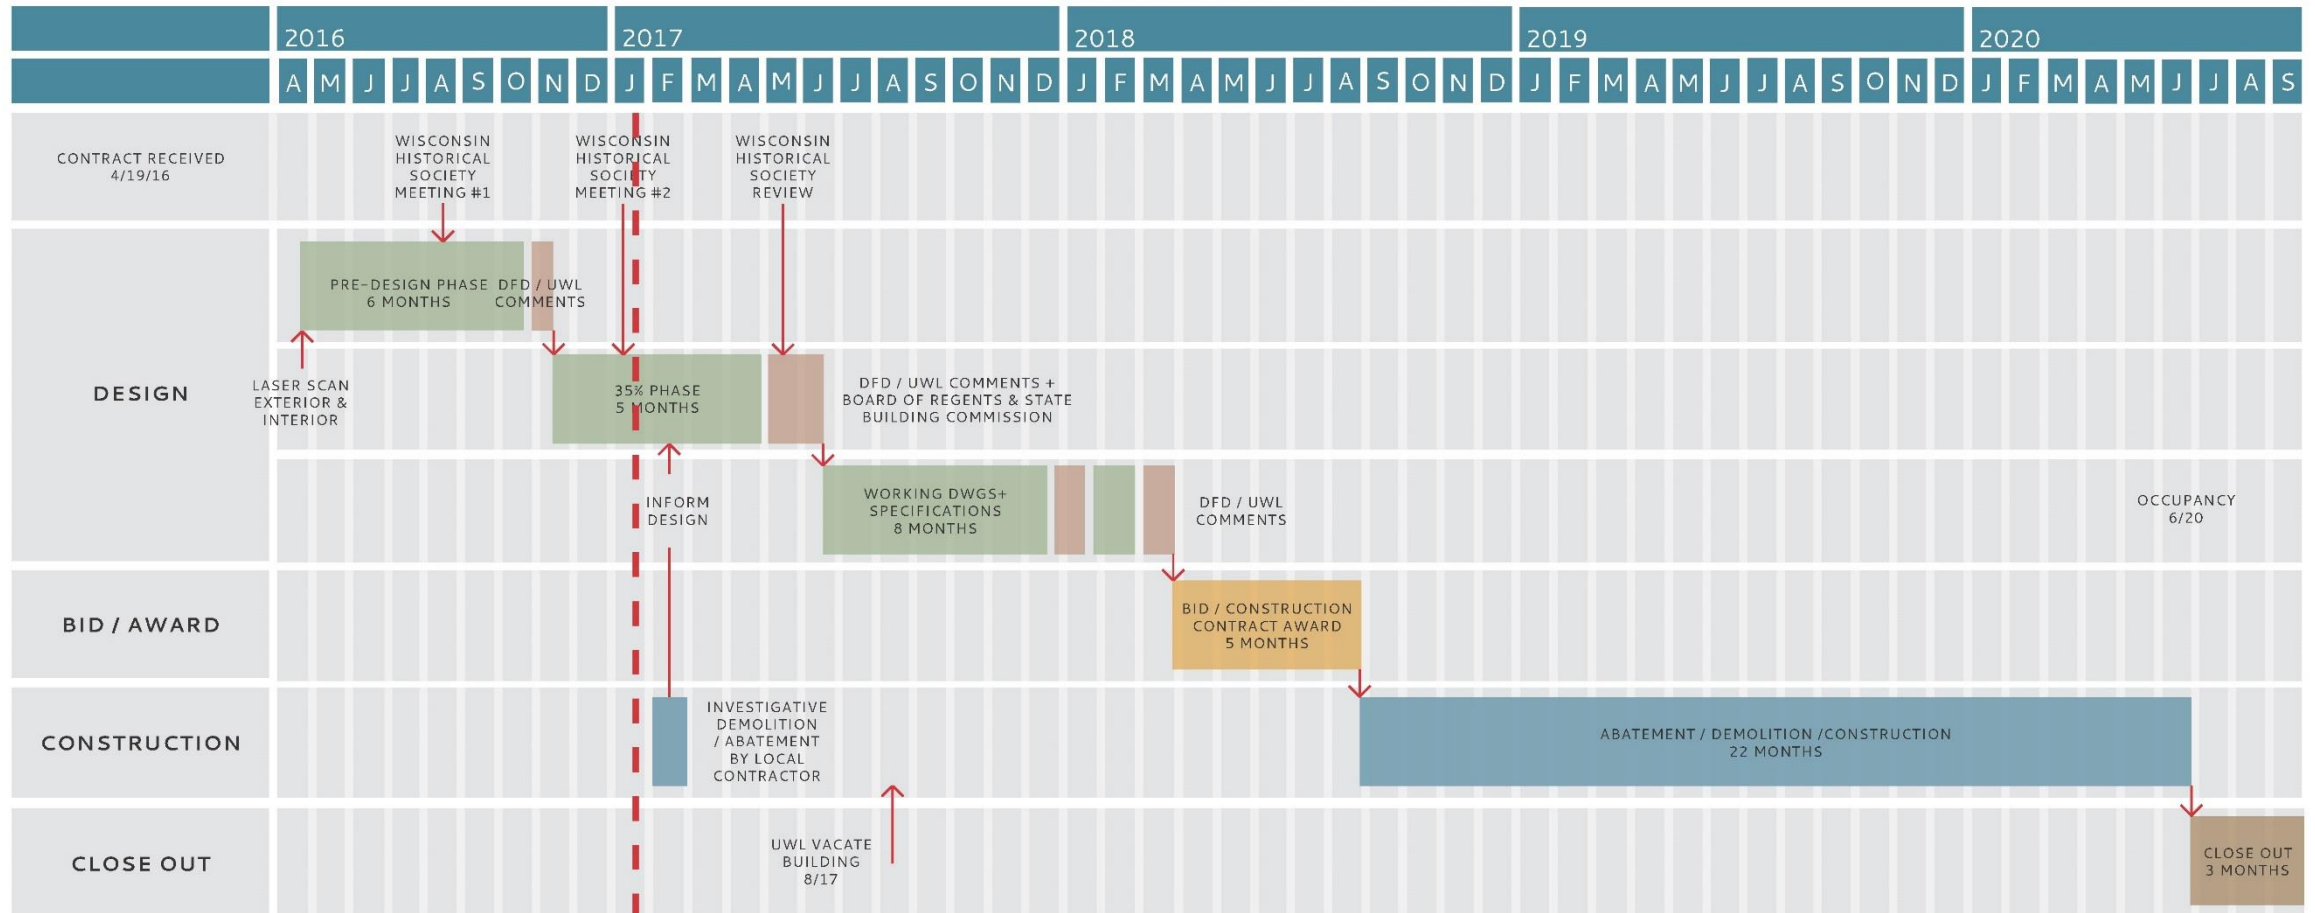 2016 2017 2018 2019 2020
A M J J A S O N D J F M A M J J A S O N D J F M A M J J A S O N D J F M A M J J A S O N D J F M A M J J A S
CONTRACT RECEIVED
4/19/16
WISCONSIN
HISTORICAL
SOCIETY
MEETING #1
WISCONSIN
HISTORICAL
SOCIETY
MEETING #2
WISCONSIN
HISTORICAL
SOCIETY
REVIEW
DESIGN
PRE-DESIGN PHASE
6 MONTHS
DFD / UWL
COMMENTS
LASER SCAN
EXTERIOR &
INTERIOR
35% PHASE
5 MONTHS
DFD / UWL COMMENTS +
BOARD OF REGENTS & STATE
BUILDING COMMISSION
INFORM
DESIGN
WORKING DWGS+
SPECIFICATIONS
8 MONTHS
DFD / UWL
COMMENTS
OCCUPANCY
6/20
BID / AWARD
BID / CONSTRUCTION
CONTRACT AWARD
5 MONTHS
CONSTRUCTION
INVESTIGATIVE
DEMOLITION
/ ABATEMENT
BY LOCAL
CONTRACTOR
ABATEMENT / DEMOLITION /CONSTRUCTION
22 MONTHS
CLOSE OUT
UWL VACATE
BUILDING
8/17
CLOSE OUT
3 MONTHS